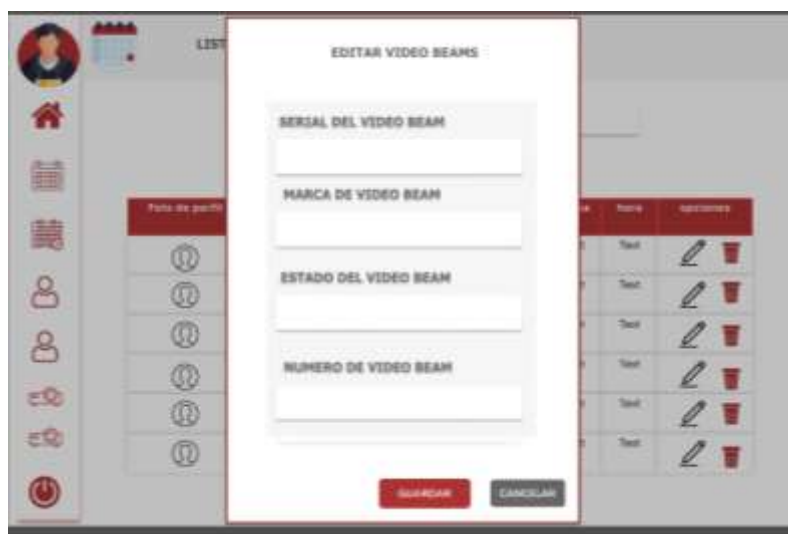 LIST
EDITAR VIDEO BEAMS
SERIAL DEL VIDEO BEAM
MARCA DE VIDEO BEAM
ESTADO DEL VIDEO BEAM
NUMERO DE VIDEO BEAM
GUARDAR
CANCELAR
Foto de perfil
hora
opciones
Text
Text
Text
Text
Text
Text